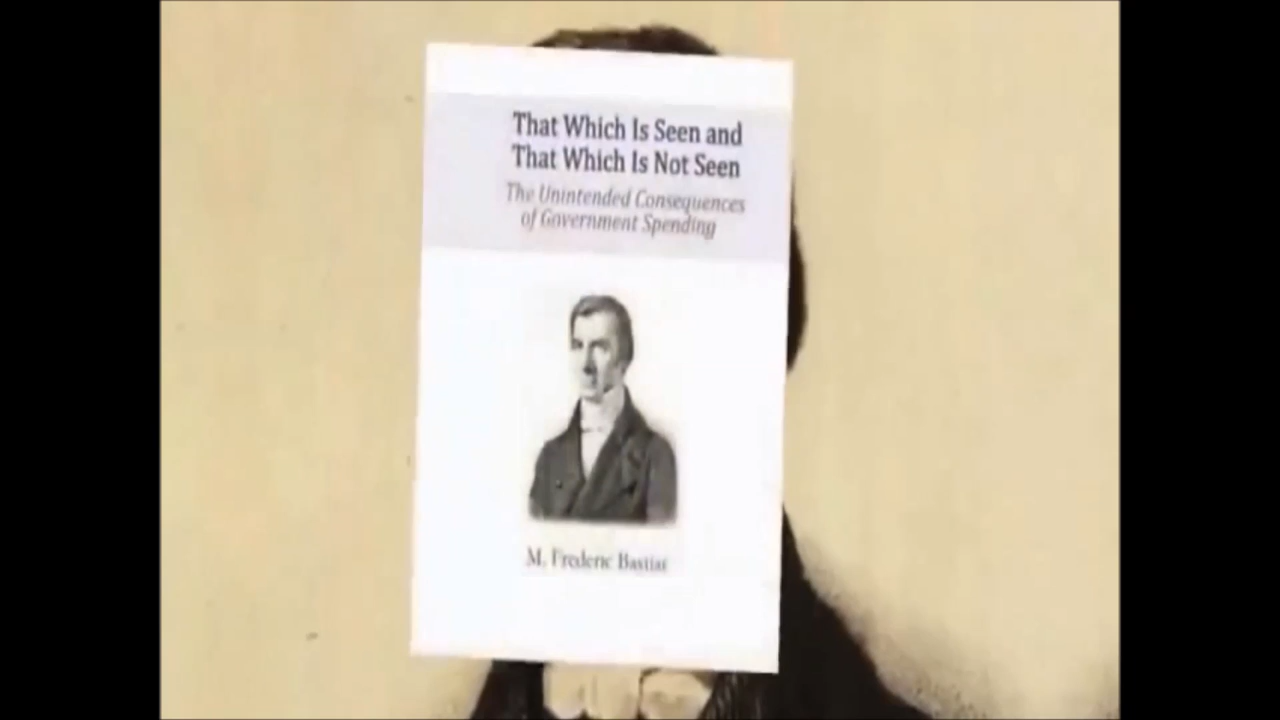 That Which Is Seen and
That Which Is Not Seen
The Unintended Consequences
of Government Spending
M. Frederic Bastiat